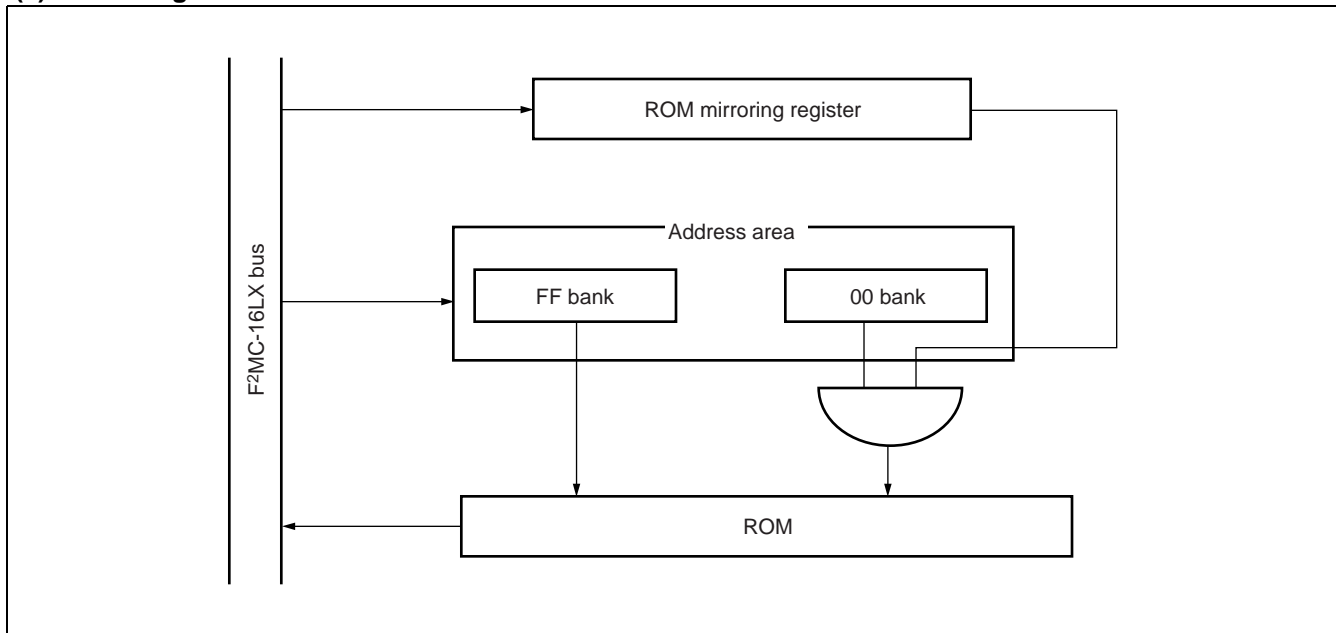 ROM mirroring register
Address area
FF bank
00 bank
F²MC-16LX bus
ROM